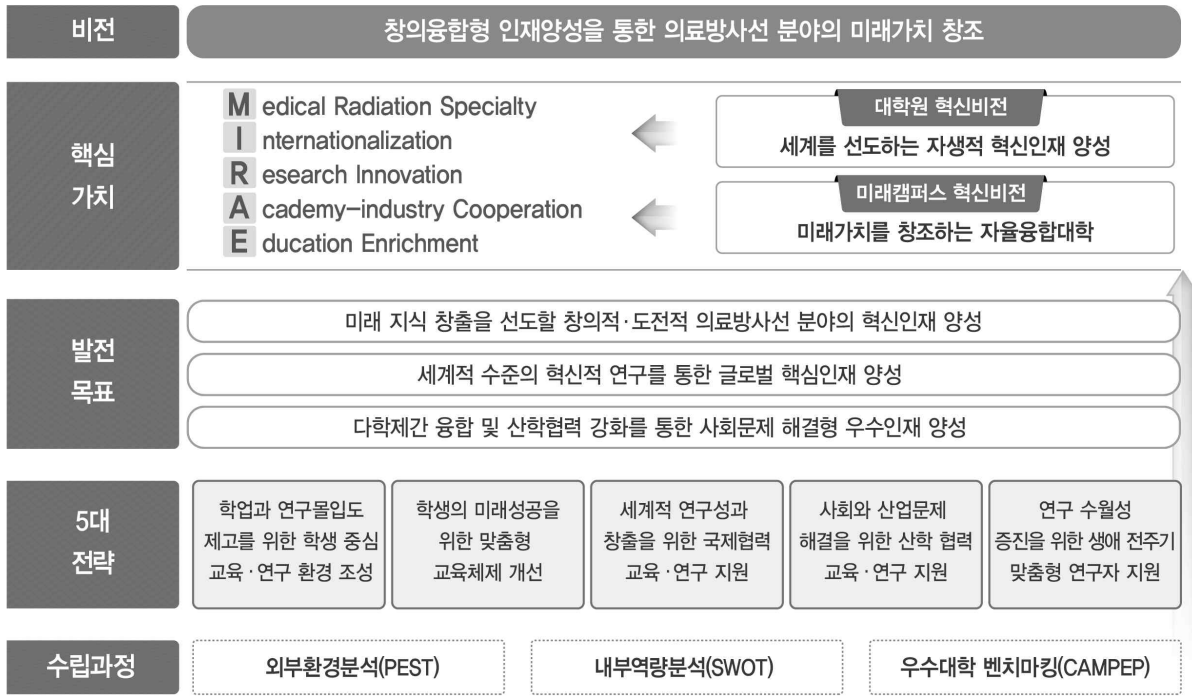 비전
창의융합형 인재양성을 통한 의료방사선 분야의 미래가치 창조
핵심
가치
M edical Radiation Specialty
I nternationalization
R esearch Innovation
A cademy-industry Cooperation
E ducation Enrichment
대학원 혁신비전
세계를 선도하는 자생적 혁신인재 양성
미래캠퍼스 혁신비전
미래가치를 창조하는 자율융합대학
발전
목표
미래 지식 창출을 선도할 창의적·도전적 의료방사선 분야의 혁신인재 양성
세계적 수준의 혁신적 연구를 통한 글로벌 핵심인재 양성
다학제간 융합 및 산학협력 강화를 통한 사회문제 해결형 우수인재 양성
5대
전략
학업과 연구몰입도
제고를 위한 학생 중심
교육·연구 환경 조성
학생의 미래성공을
위한 맞춤형
교육체제 개선
세계적 연구성과
창출을 위한 국제협력
교육·연구 지원
사회와 산업문제
해결을 위한 산학 협력
교육·연구 지원
연구 수월성
증진을 위한 생애 전주기
맞춤형 연구자 지원
수립과정
외부환경분석(PEST)
내부역량분석(SWOT)
우수대학 벤치마킹(CAMPEP)